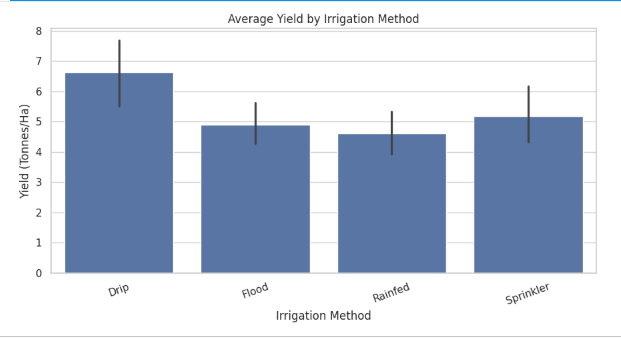 Average Yield by Irrigation Method
8
7
6
5
4
3
2
1
0
Yield (Tonnes/Ha)
Drip
Flood
Rainfed
Sprinkler
Irrigation Method